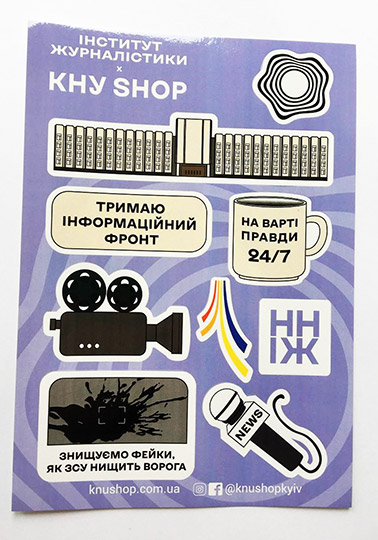 ІНСТИТУТ
ЖУРНАЛІСТИКИ
х
КНУ SHOP
ТРИМАЮ
ІНФОРМАЦІЙНИЙ
ФРОНТ
НА ВАРТІ
ПРАВДИ
24/7
НН
ІЖ
NEWS
ЗНИЩУЄМО ФЕЙКИ,
ЯК ЗСУ НИЩИТЬ ВОРОГА
knushop.com.ua
@knushopkyiv